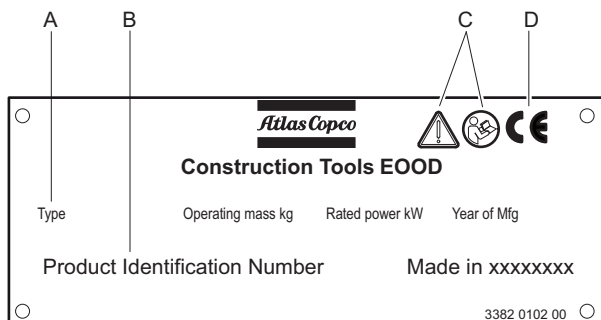 A B C D
Atlas Copco
Construction Tools EOOD
Type Operating mass kg Rated power kW Year of Mfg
Product Identification Number Made in xxxxxxxx
3382 0102 00